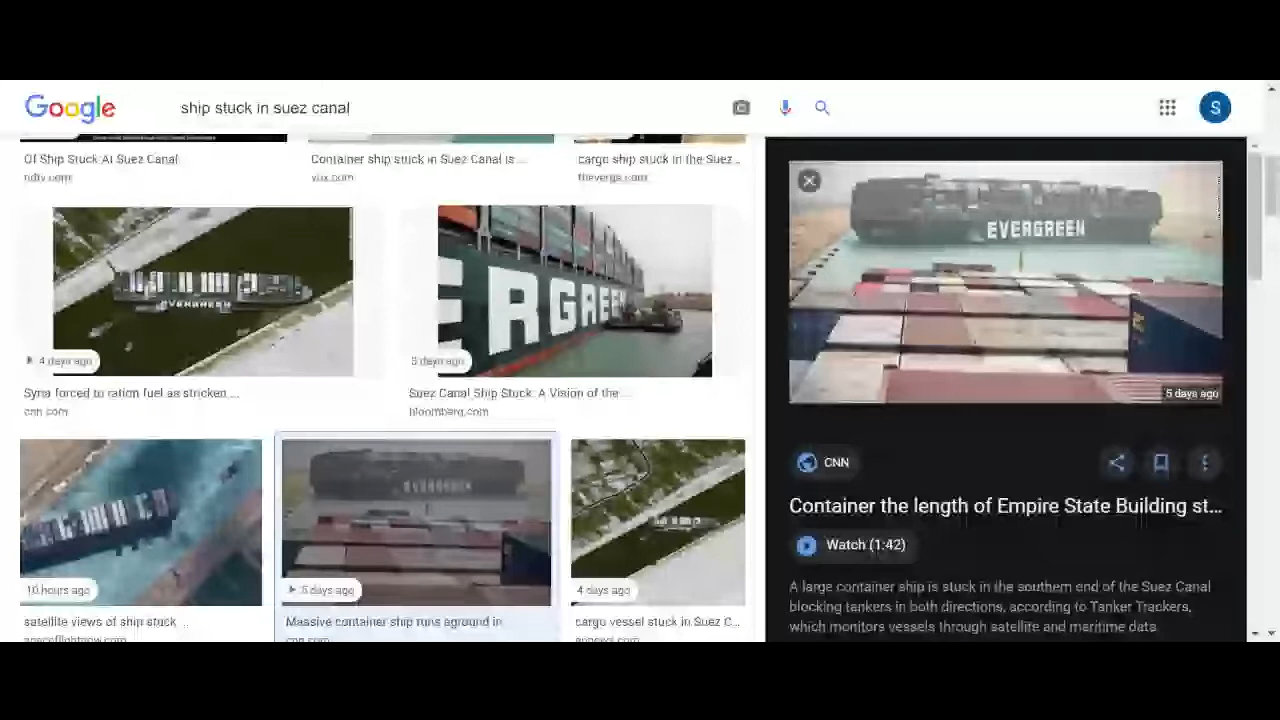 Google
ship stuck in suez canal
S
Of Ship Stuck At Suez Canal
ndtv.com
Container ship stuck in Suez Canal is ...
vox.com
cargo ship stuck in the Suez ...
theverge.com
EVERGREEN
4 days ago
Syria forced to ration fuel as stricken ...
cnn.com
ERGREEN
5 days ago
Suez Canal Ship Stuck: A Vision of the ...
bloomberg.com
10 hours ago
satellite views of ship stuck ...
spaceflightnow.com
EVERGREEN
5 days ago
Massive container ship runs aground in
cnn.com
4 days ago
cargo vessel stuck in Suez C...
EVERGREEN
5 days ago
CNN
Container the length of Empire State Building st...
Watch (1:42)
A large container ship is stuck in the southern end of the Suez Canal
blocking tankers in both directions, according to Tanker Trackers,
which monitors vessels through satellite and maritime data.